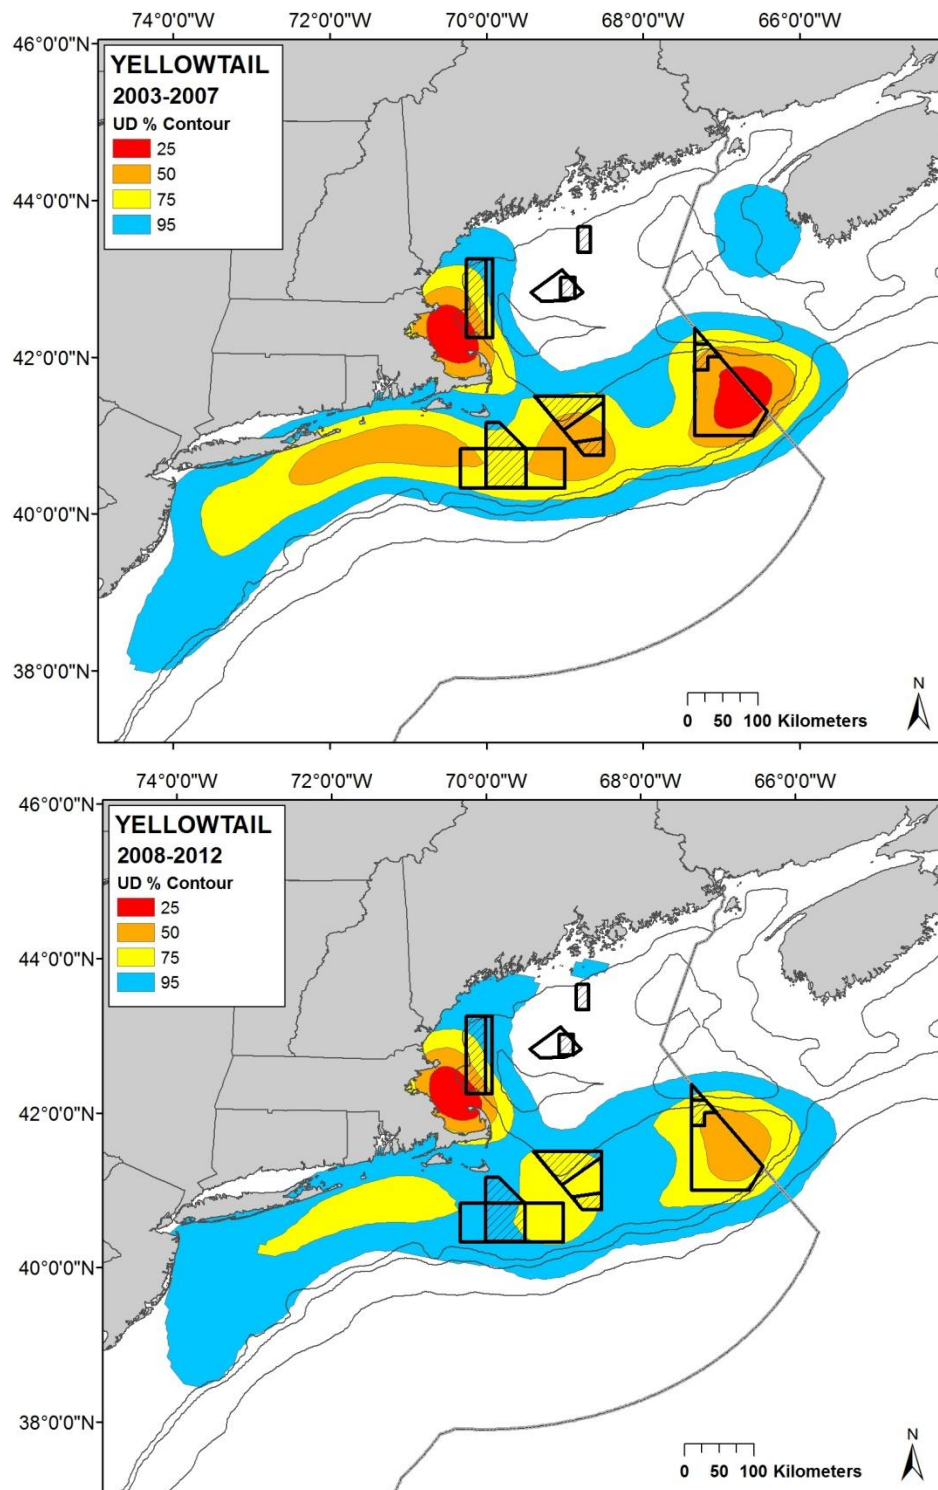 74°0'0"W 72°0'0"W 70°0'0"W 68°0'0"W 66°0'0"W
46°0'0"N
YELLOWTAIL
2003-2007
UD % Contour
25
50
75
95
44°0'0"N
42°0'0"N
40°0'0"N
38°0'0"N
N
0 50 100 Kilometers
74°0'0"W 72°0'0"W 70°0'0"W 68°0'0"W 66°0'0"W
46°0'0"N
YELLOWTAIL
2008-2012
UD % Contour
25
50
75
95
44°0'0"N
42°0'0"N
40°0'0"N
38°0'0"N
N
0 50 100 Kilometers